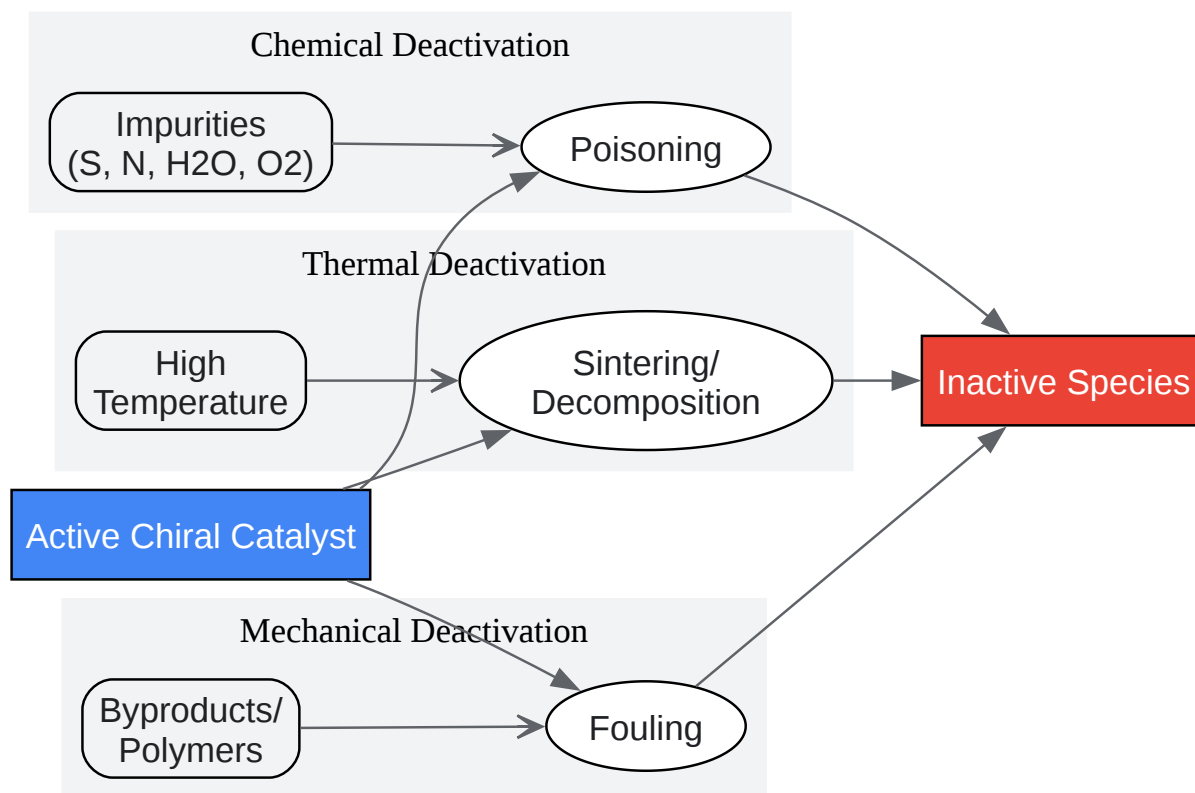 Chemical Deactivation
Impurities
(S, N, H2O, O2)
Poisoning
Thermal Deactivation
High
Temperature
Sintering/
Decomposition
Inactive Species
Active Chiral Catalyst
Mechanical Deactivation
Byproducts/
Polymers
Fouling